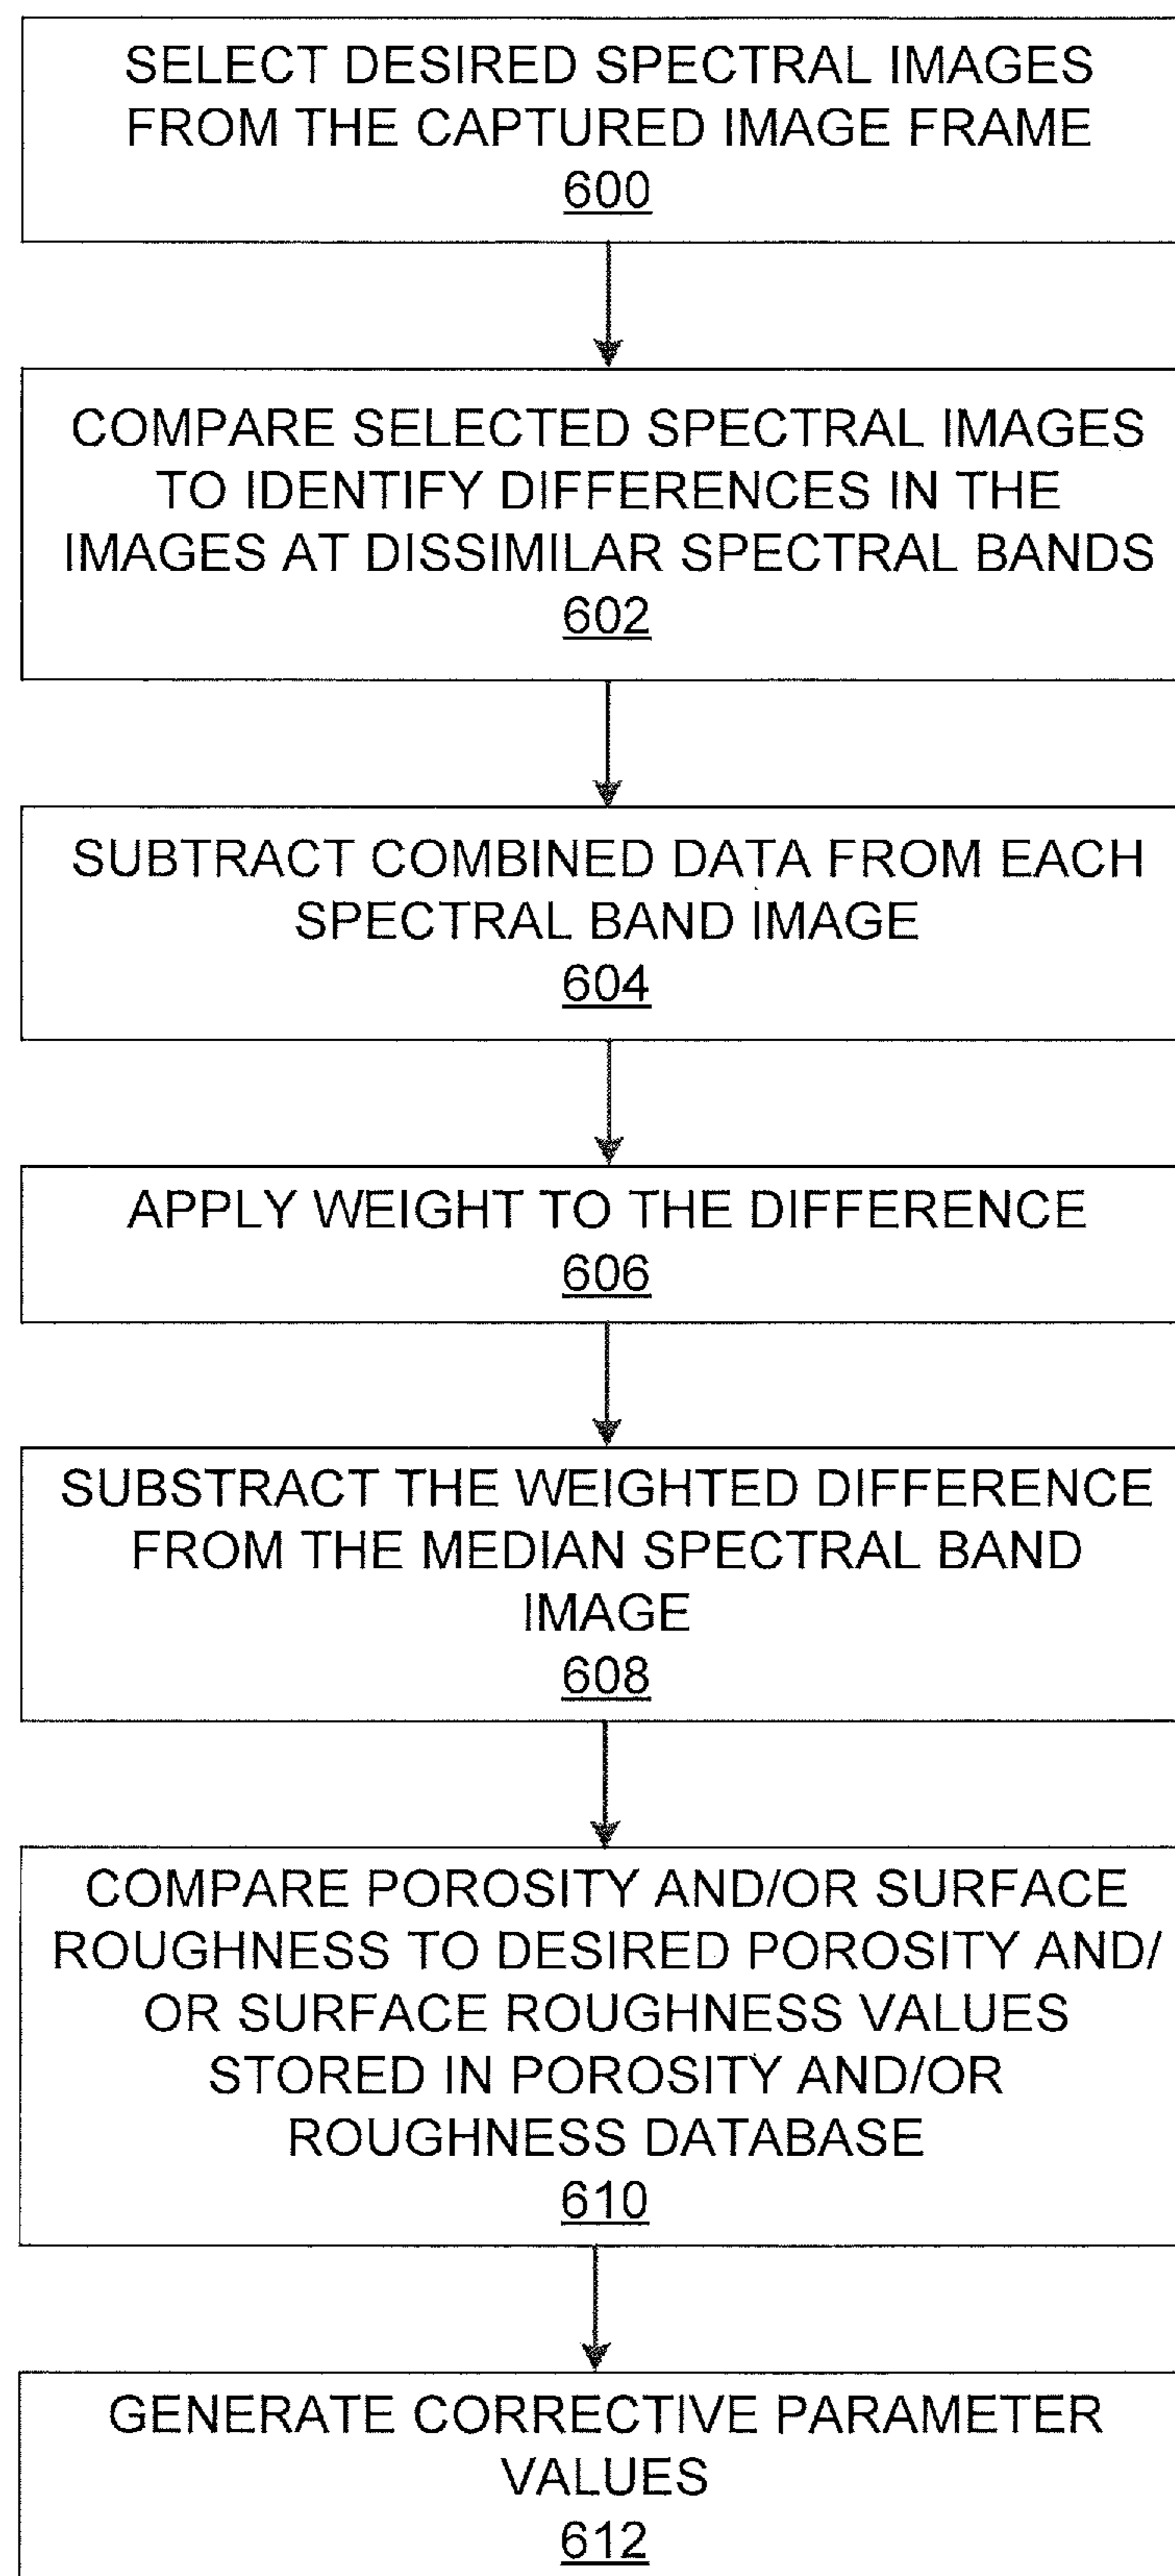 SELECT DESIRED SPECTRAL IMAGES
FROM THE CAPTURED IMAGE FRAME
600
COMPARE SELECTED SPECTRAL IMAGES
TO IDENTIFY DIFFERENCES IN THE
IMAGES AT DISSIMILAR SPECTRAL BANDS
602
SUBTRACT COMBINED DATA FROM EACH
SPECTRAL BAND IMAGE
604
APPLY WEIGHT TO THE DIFFERENCE
606
SUBSTRACT THE WEIGHTED DIFFERENCE
FROM THE MEDIAN SPECTRAL BAND
IMAGE
608
COMPARE POROSITY AND/OR SURFACE
ROUGHNESS TO DESIRED POROSITY AND/
OR SURFACE ROUGHNESS VALUES
STORED IN POROSITY AND/OR
ROUGHNESS DATABASE
610
GENERATE CORRECTIVE PARAMETER
VALUES
612